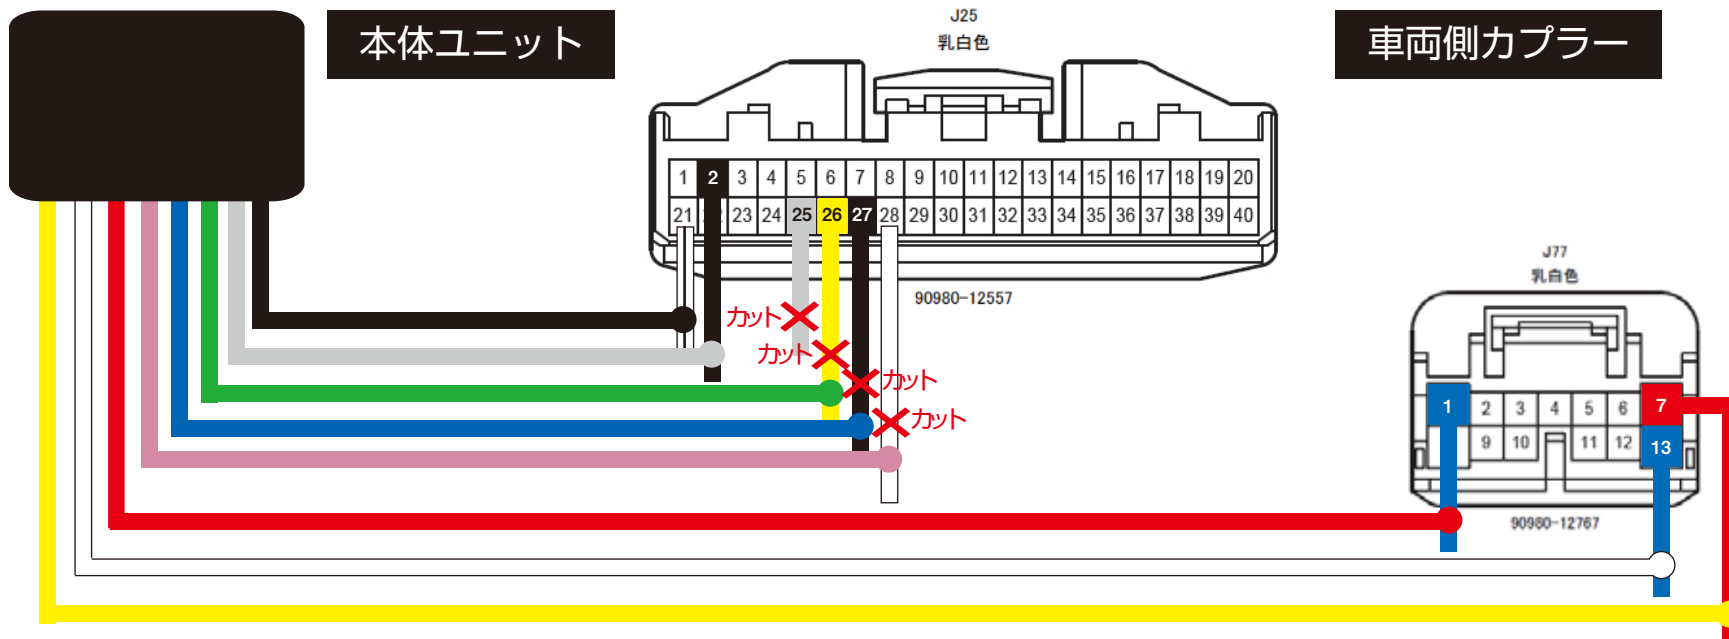 本体ユニット
J25
乳白色
車両側カプラー
1 2 3 4 5 6 7 8 9 10 11 12 13 14 15 16 17 18 19 20
21 23 24 25 26 27 28 29 30 31 32 33 34 35 36 37 38 39 40
90980-12557
カット
カット
カット
カット
J77
乳白色
1 2 3 4 5 6 7
9 10 11 12 13
90980-12767